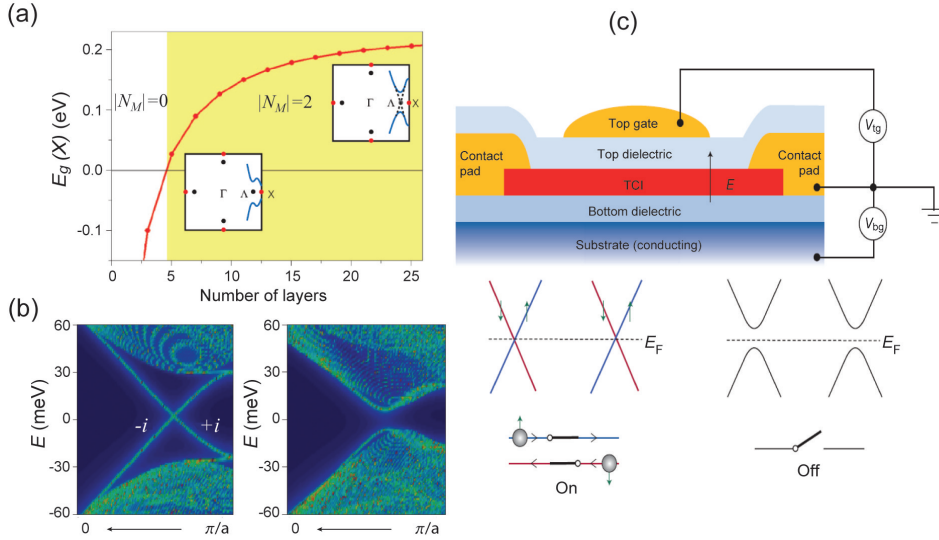 (a)
E_g (X) (eV)
0.2
0.1
0.0
-0.1
|N_M|=0
|N_M|=2
Γ Λ X
Γ Λ X
0 5 10 15 20 25
Number of layers
(b)
E (meV)
60
30
0
-30
-60
-i +i
0 π/a
E (meV)
60
30
0
-30
-60
0 π/a
(c)
Top gate
V_tg
Contact pad
Top dielectric
Contact pad
TCI
E
Bottom dielectric
V_bg
Substrate (conducting)
E_F
E_F
On
Off